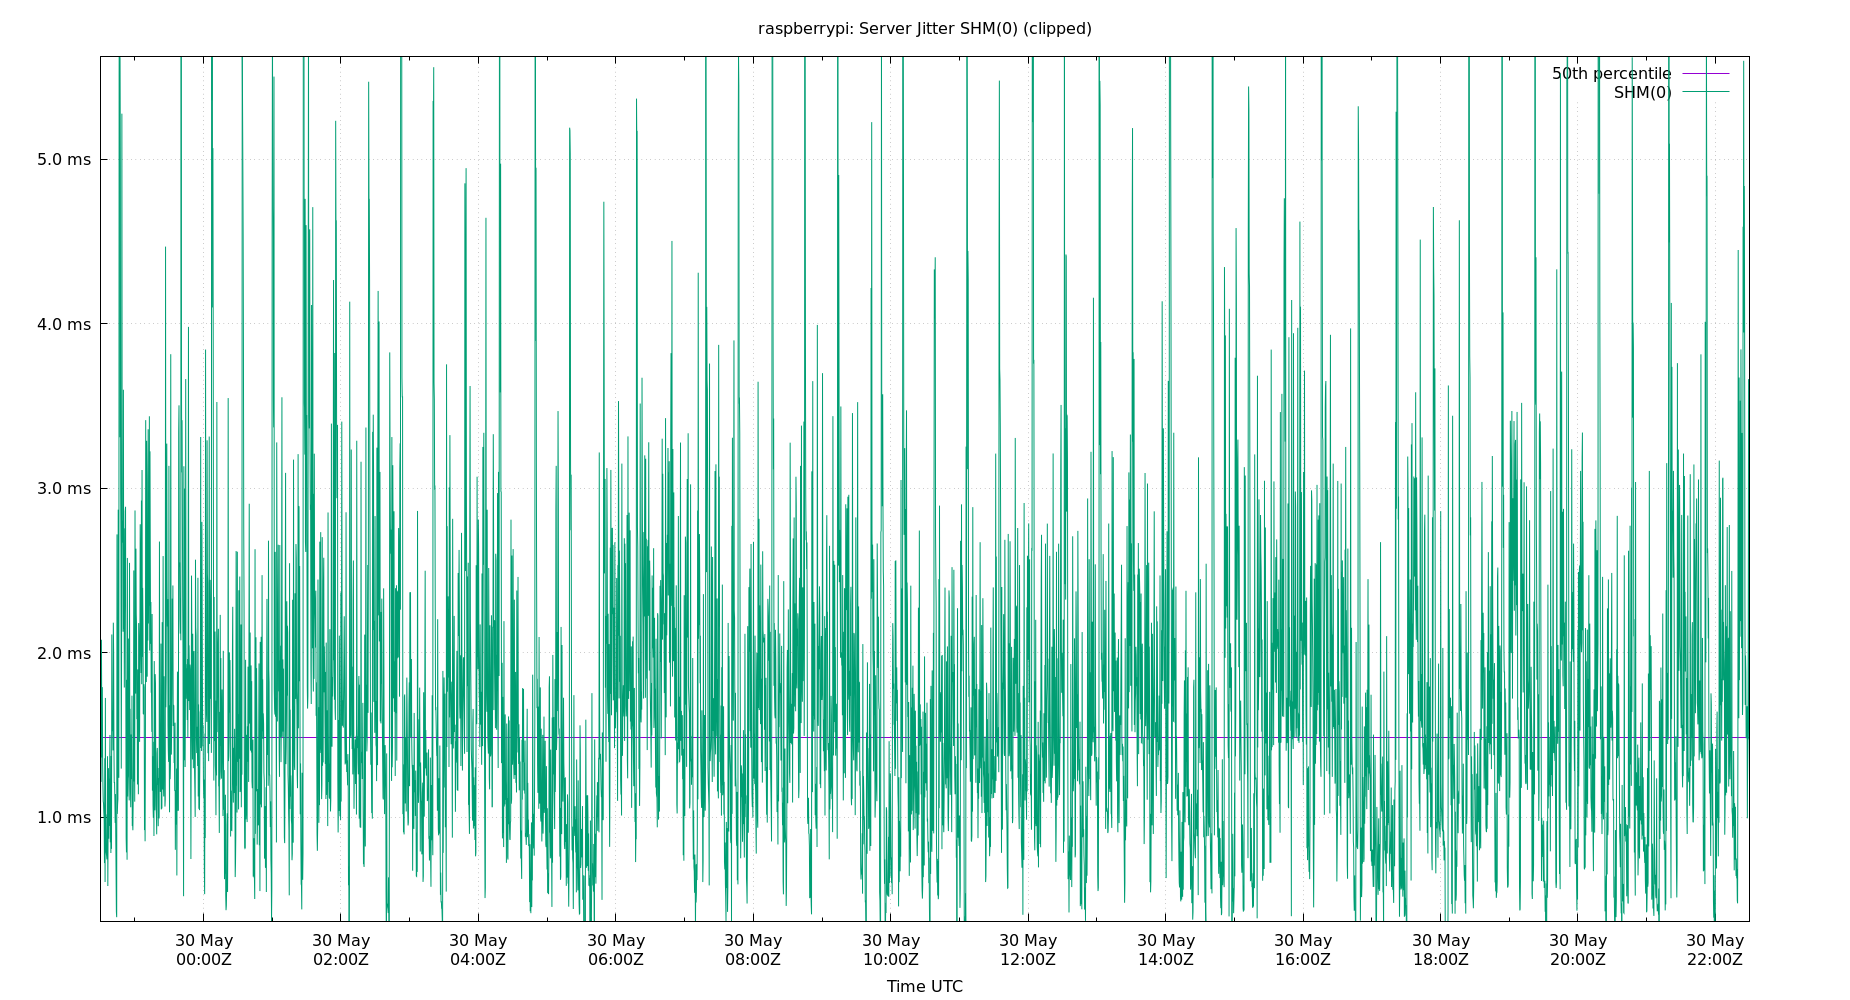 raspberrypi: Server Jitter SHM(0) (clipped)
50th percentile
SHM(0)
5.0 ms
4.0 ms
3.0 ms
2.0 ms
1.0 ms
30 May 30 May 30 May 30 May 30 May 30 May 30 May 30 May 30 May 30 May 30 May 30 May
00:00Z 02:00Z 04:00Z 06:00Z 08:00Z 10:00Z 12:00Z 14:00Z 16:00Z 18:00Z 20:00Z 22:00Z
Time UTC